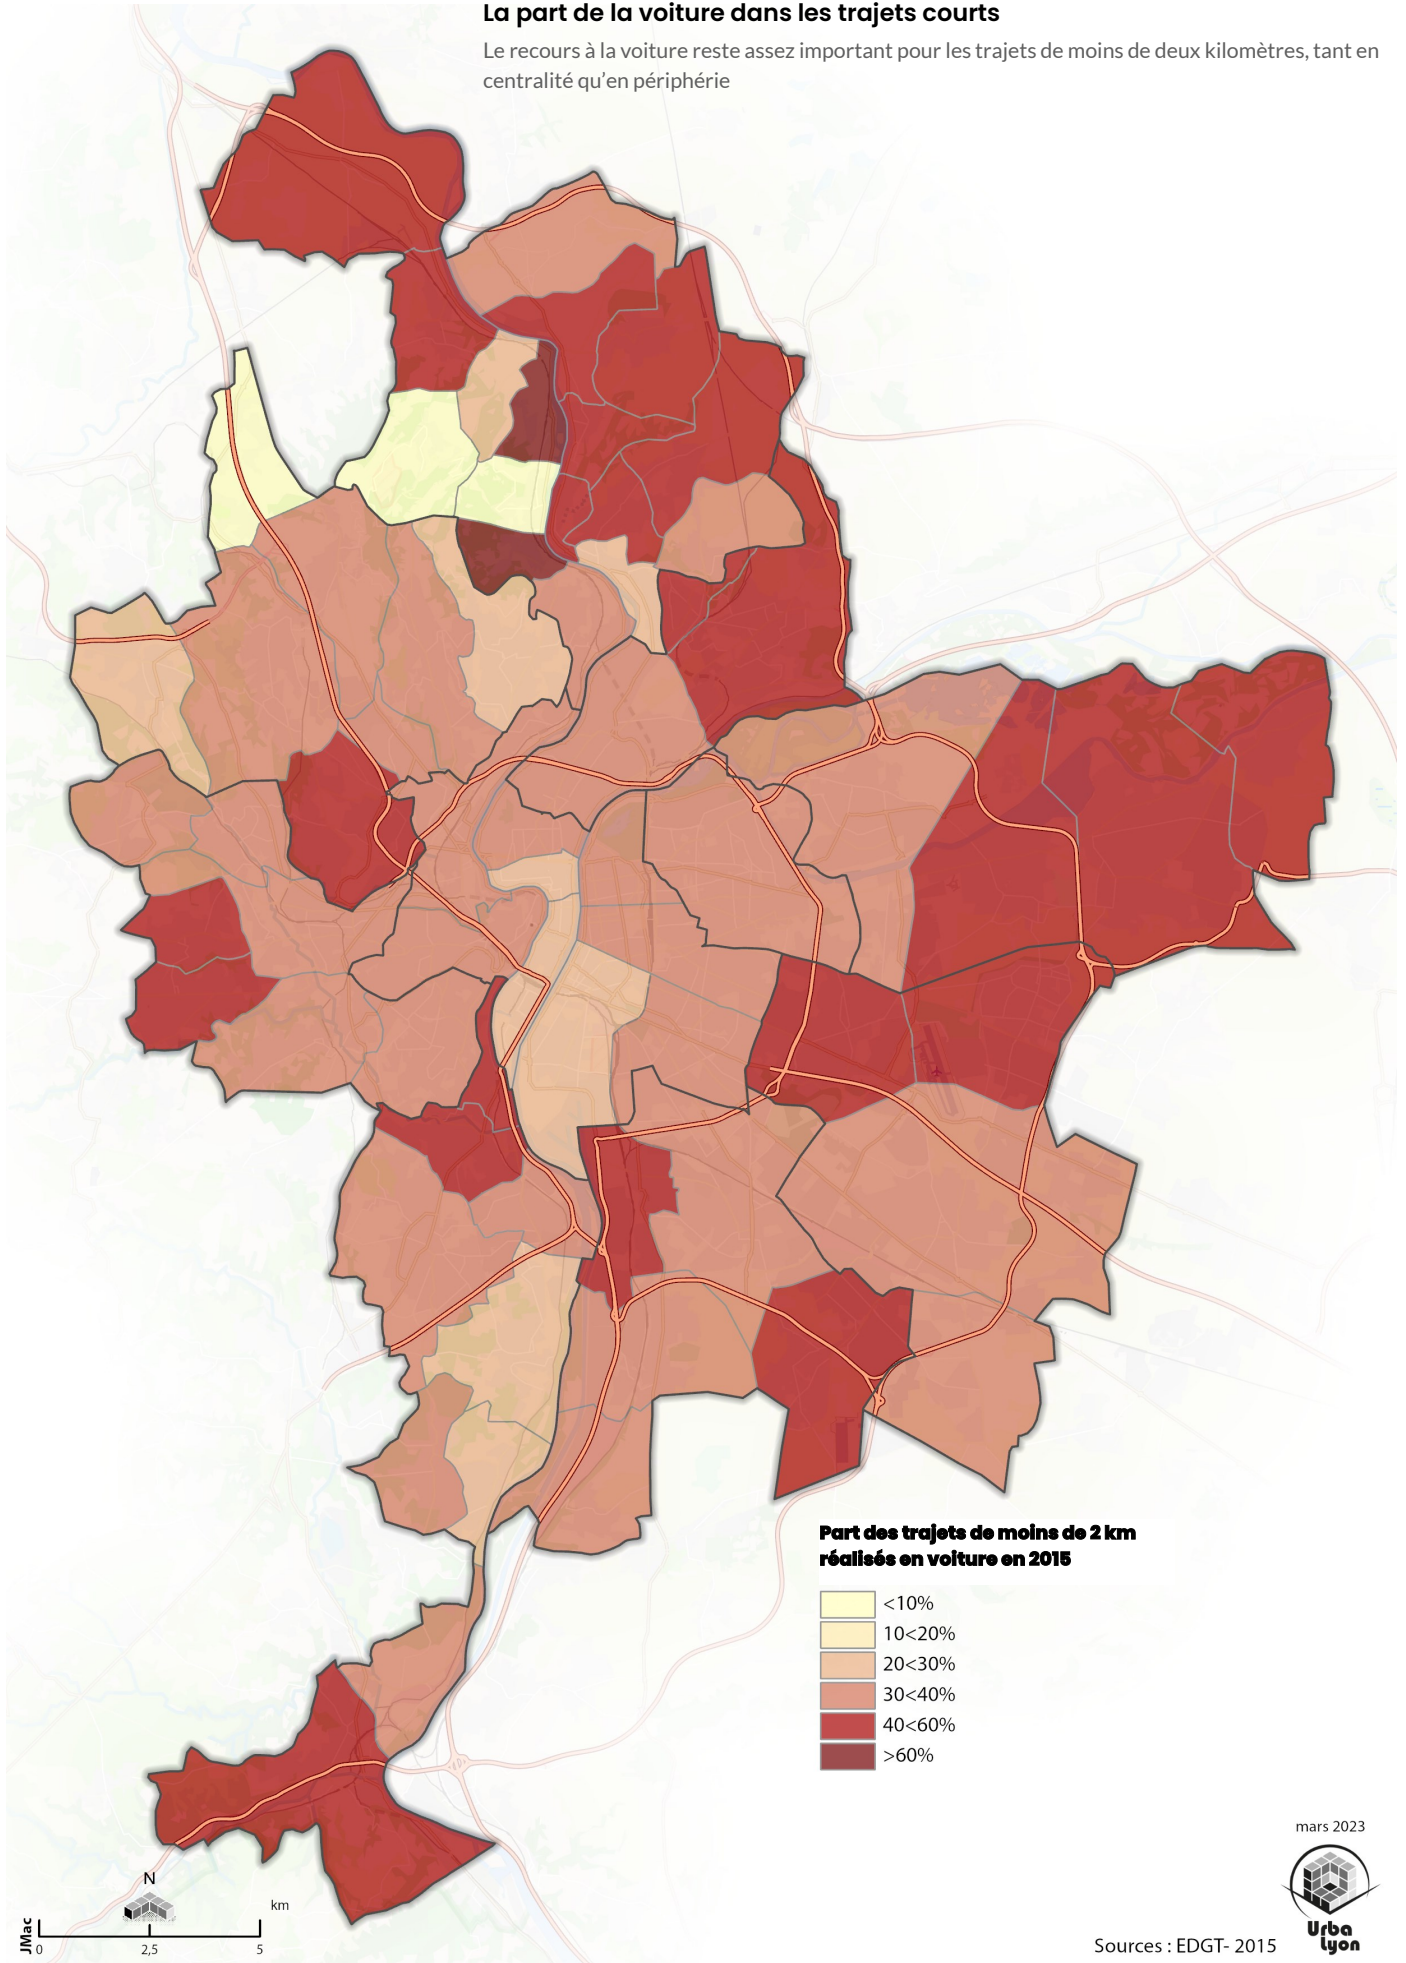 La part de la voiture dans les trajets courts
Le recours à la voiture reste assez important pour les trajets de moins de deux kilomètres, tant en
centralité qu'en périphérie
Part des trajets de moins de 2 km
réalisés en voiture en 2015
<10%
10<20%
20<30%
30<40%
40<60%
>60%
mars 2023
Urba
Lyon
Sources : EDGT- 2015
N
km
JMac
0
2,5
5